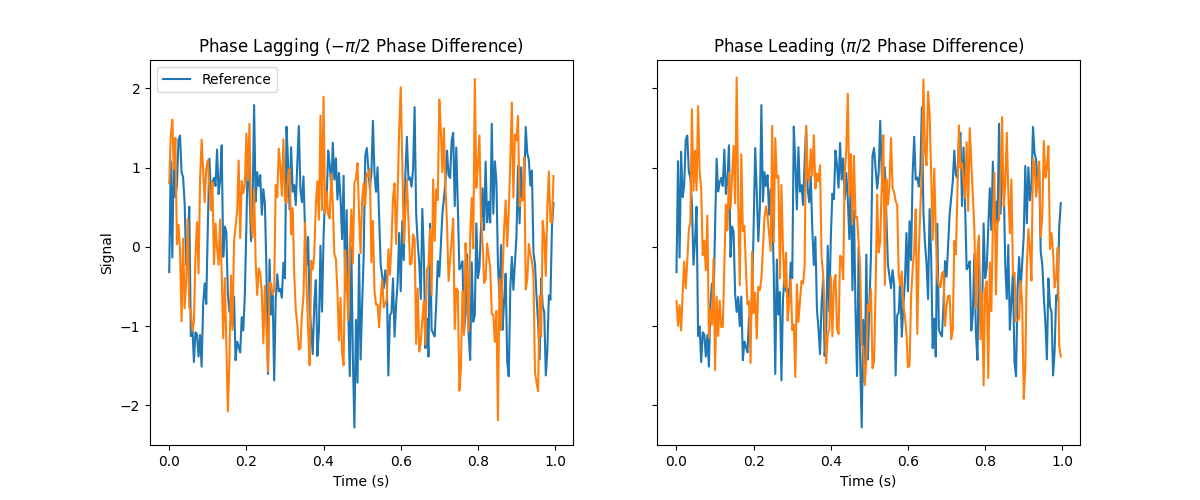 Phase Lagging (−π/2 Phase Difference)
Phase Leading (π/2 Phase Difference)
Reference
Signal
2
1
0
−1
−2
0.0 0.2 0.4 0.6 0.8 1.0
0.0 0.2 0.4 0.6 0.8 1.0
Time (s)
Time (s)